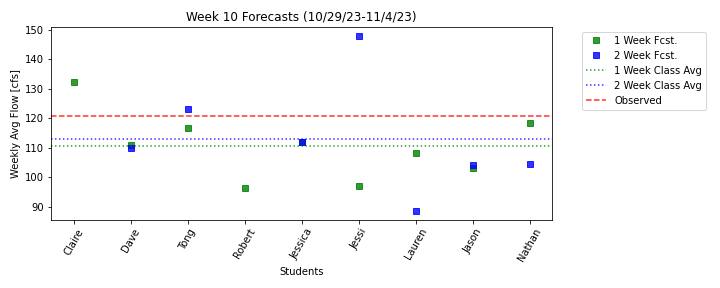 Week 10 Forecasts (10/29/23-11/4/23)
150
140
130
120
110
100
90
Weekly Avg Flow [cfs]
Claire
Dave
Tong
Robert
Jessica
Jessi
Lauren
Jason
Nathan
Students
1 Week Fcst.
2 Week Fcst.
1 Week Class Avg
2 Week Class Avg
Observed